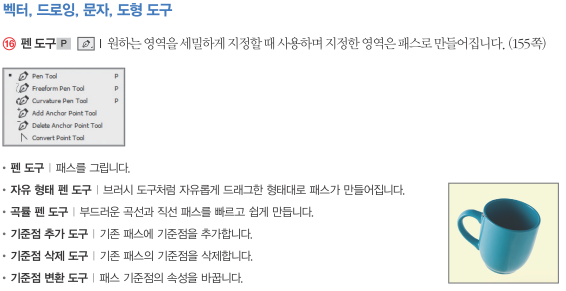 벡터, 드로잉, 문자, 도형 도구
16 펜 도구 P | 원하는 영역을 세밀하게 지정할 때 사용하며 지정한 영역은 패스로 만들어집니다. (155쪽)
Pen Tool P
Freeform Pen Tool P
Curvature Pen Tool P
Add Anchor Point Tool
Delete Anchor Point Tool
Convert Point Tool
• 펜 도구 | 패스를 그립니다.
• 자유 형태 펜 도구 | 브러시 도구처럼 자유롭게 드래그한 형태대로 패스가 만들어집니다.
• 곡률 펜 도구 | 부드러운 곡선과 직선 패스를 빠르고 쉽게 만듭니다.
• 기준점 추가 도구 | 기존 패스에 기준점을 추가합니다.
• 기준점 삭제 도구 | 기존 패스의 기준점을 삭제합니다.
• 기준점 변환 도구 | 패스 기준점의 속성을 바꿉니다.